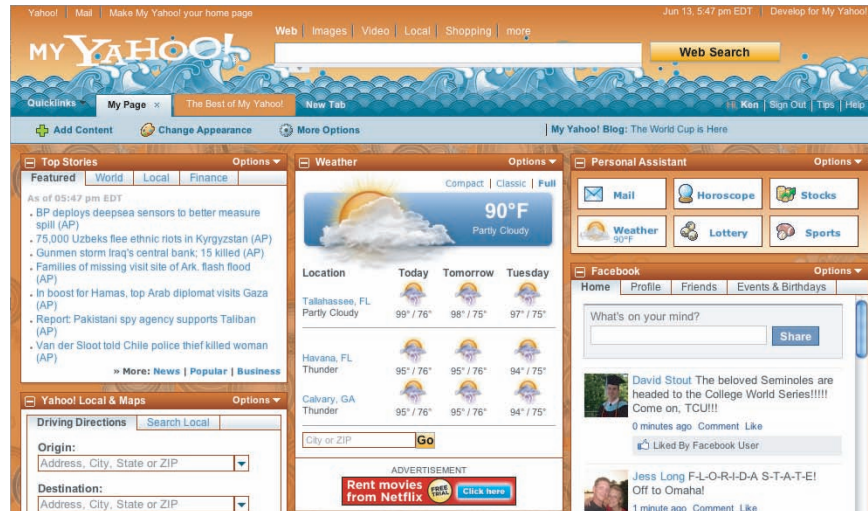 Yahoo! | Mail | Make My Yahoo! your home page
Jun 13, 5:47 pm EDT | Develop for My Yahoo!
MY YAHOO!
Web | Images | Video | Local | Shopping | more
Web Search
Quicklinks
My Page ×
The Best of My Yahoo!
New Tab
Hi, Ken | Sign Out | Tips | Help
Add Content
Change Appearance
More Options
My Yahoo! Blog: The World Cup is Here
Top Stories
Options
Featured
World
Local
Finance
As of 05:47 pm EDT
BP deploys deepsea sensors to better measure
spill (AP)
75,000 Uzbeks flee ethnic riots in Kyrgyzstan (AP)
Gunmen storm Iraq's central bank; 15 killed (AP)
Families of missing visit site of Ark. flash flood
(AP)
In boost for Hamas, top Arab diplomat visits Gaza
(AP)
Report: Pakistani spy agency supports Taliban
(AP)
Van der Sloot told Chile police thief killed woman
(AP)
» More: News | Popular | Business
Yahoo! Local & Maps
Options
Driving Directions
Search Local
Origin:
Address, City, State or ZIP
Destination:
Address, City, State or ZIP
Weather
Options
Compact | Classic | Full
90°F
Partly Cloudy
Location Today Tomorrow Tuesday
Tallahassee, FL
Partly Cloudy 99° / 76° 98° / 75° 97° / 75°
Havana, FL
Thunder 95° / 76° 95° / 76° 94° / 75°
Calvary, GA
Thunder 95° / 76° 95° / 76° 94° / 75°
City or ZIP
Go
ADVERTISEMENT
Rent movies
from Netflix
FREE
TRIAL
Click here
Personal Assistant
Options
Mail
Horoscope
Stocks
Weather
90°F
Lottery
Sports
Facebook
Options
Home
Profile
Friends
Events & Birthdays
What's on your mind?
Share
David Stout The beloved Seminoles are
headed to the College World Series!!!!!
Come on, TCU!!!
0 minutes ago Comment Like
Liked By Facebook User
Jess Long F-L-O-R-I-D-A S-T-A-T-E!
Off to Omaha!
1 minute ago Comment Like